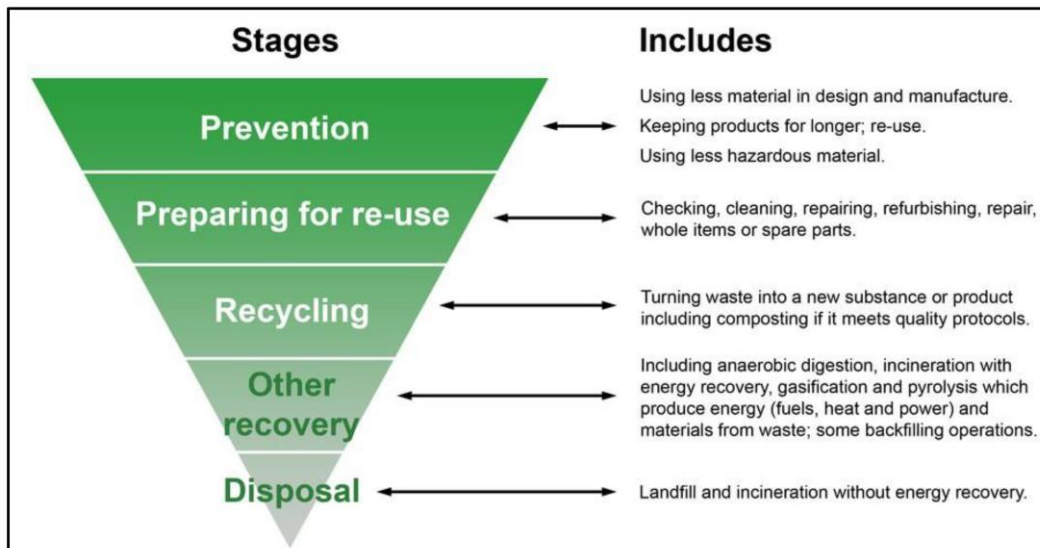 Stages
Includes
Prevention
Using less material in design and manufacture.
Keeping products for longer; re-use.
Using less hazardous material.
Preparing for re-use
Checking, cleaning, repairing, refurbishing, repair,
whole items or spare parts.
Recycling
Turning waste into a new substance or product
including composting if it meets quality protocols.
Other
recovery
Including anaerobic digestion, incineration with
energy recovery, gasification and pyrolysis which
produce energy (fuels, heat and power) and
materials from waste; some backfilling operations.
Disposal
Landfill and incineration without energy recovery.